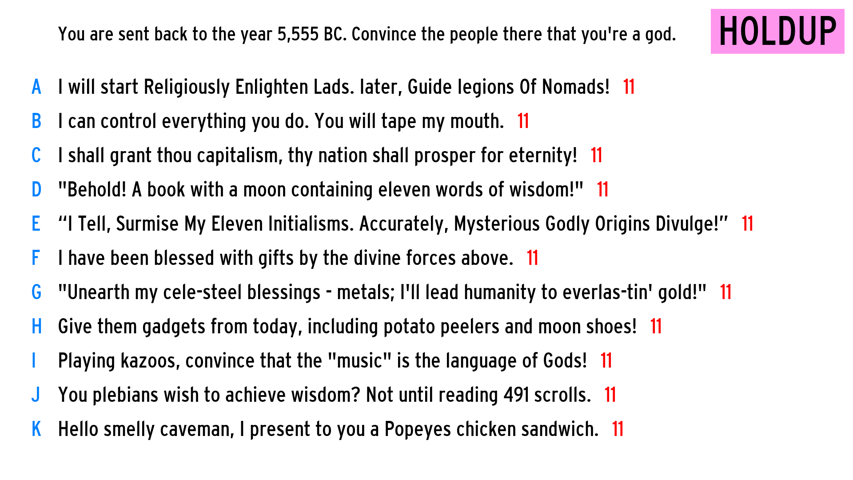 You are sent back to the year 5,555 BC. Convince the people there that you're a god.
HOLDUP
A I will start Religiously Enlighten Lads. later, Guide legions Of Nomads! 11
B I can control everything you do. You will tape my mouth. 11
C I shall grant thou capitalism, thy nation shall prosper for eternity! 11
D "Behold! A book with a moon containing eleven words of wisdom!" 11
E “I Tell, Surmise My Eleven Initialisms. Accurately, Mysterious Godly Origins Divulge!” 11
F I have been blessed with gifts by the divine forces above. 11
G "Unearth my cele-steel blessings - metals; I'll lead humanity to everlas-tin' gold!" 11
H Give them gadgets from today, including potato peelers and moon shoes! 11
I Playing kazoos, convince that the "music" is the language of Gods! 11
J You plebians wish to achieve wisdom? Not until reading 491 scrolls. 11
K Hello smelly caveman, I present to you a Popeyes chicken sandwich. 11